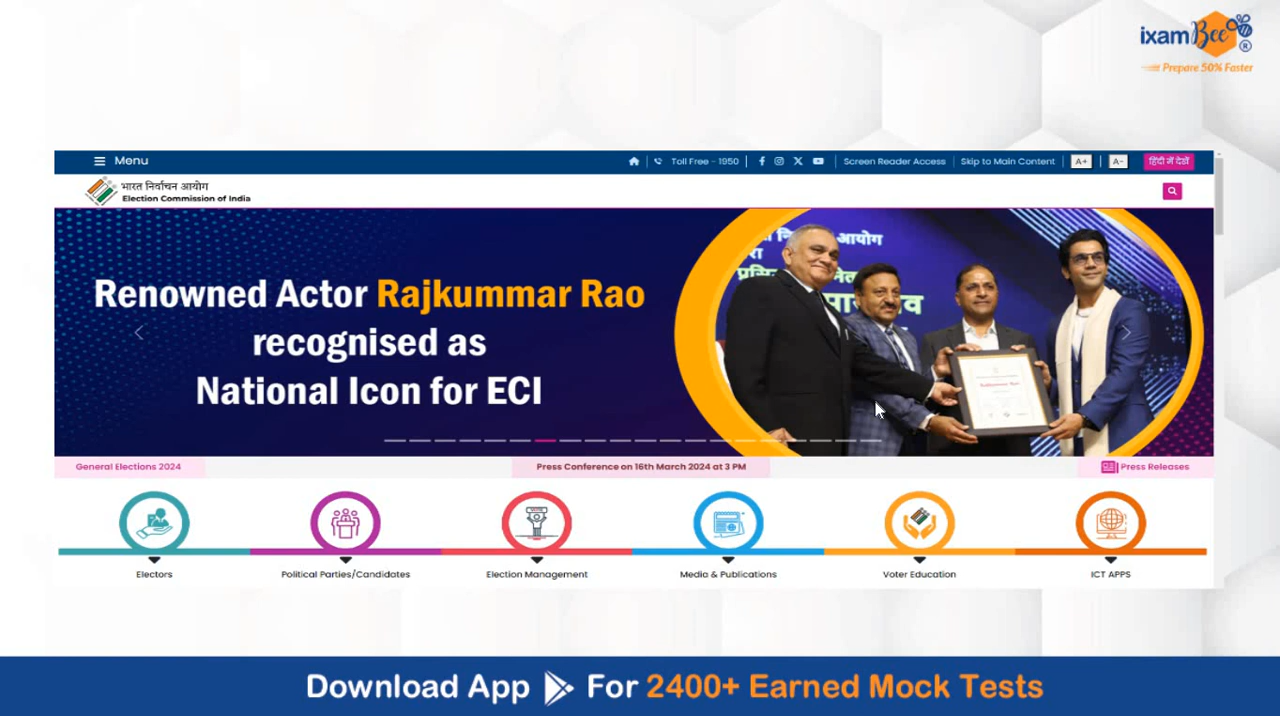 ixamBee
Prepare 50% Faster
Menu
Toll Free - 1950
Screen Reader Access
Skip to Main Content
A+
A-
हिंदी में देखें
भारत निर्वाचन आयोग
Election Commission of India
Renowned Actor Rajkummar Rao
recognised as
National Icon for ECI
आयोग
Rajkummar Rao
General Elections 2024
Press Conference on 16th March 2024 at 3 PM
Press Releases
Electors
Political Parties/Candidates
Election Management
Media & Publications
Voter Education
ICT APPS
Download App For 2400+ Earned Mock Tests